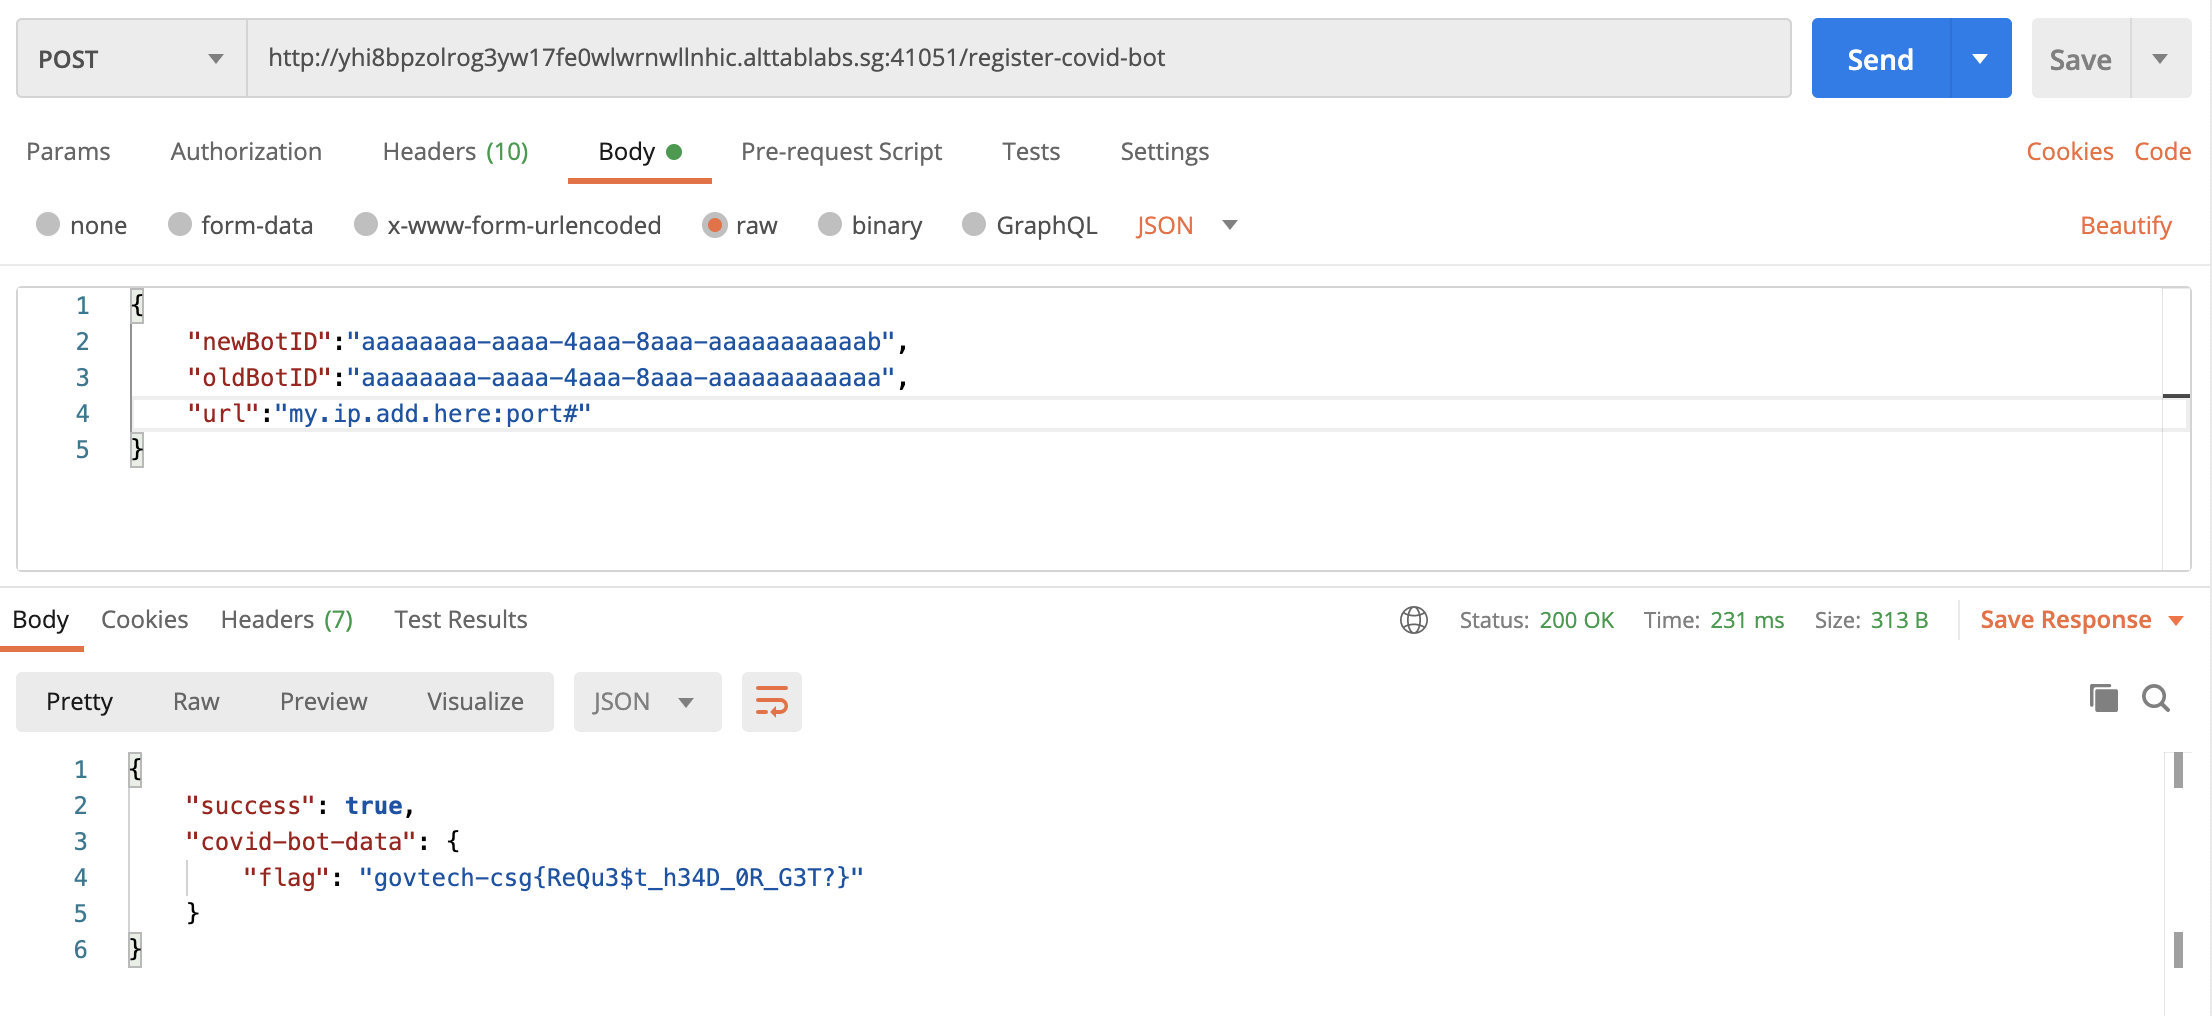 POST http://yhi8bpzolrog3yw17fe0wlwrnwllnhic.alttablabs.sg:41051/register-covid-bot Send Save
Params Authorization Headers (10) Body Pre-request Script Tests Settings Cookies Code
none form-data x-www-form-urlencoded raw binary GraphQL JSON Beautify
1 {
2 "newBotID":"aaaaaaaa-aaaa-4aaa-8aaa-aaaaaaaaaaab",
3 "oldBotID":"aaaaaaaa-aaaa-4aaa-8aaa-aaaaaaaaaaaa",
4 "url":"my.ip.add.here:port#"
5 }
Body Cookies Headers (7) Test Results Status: 200 OK Time: 231 ms Size: 313 B Save Response
Pretty Raw Preview Visualize JSON
1 {
2 "success": true,
3 "covid-bot-data": {
4 "flag": "govtech-csg{ReQu3$t_h34D_0R_G3T?}"
5 }
6 }